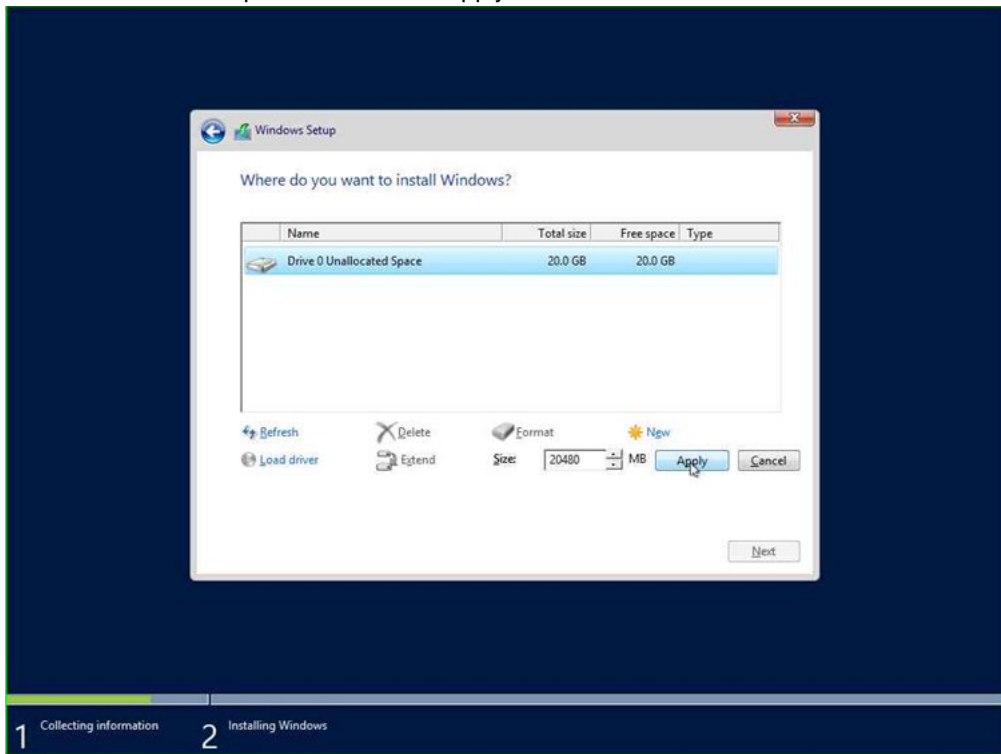 Windows Setup
Where do you want to install Windows?
Name Total size Free space Type
Drive 0 Unallocated Space 20.0 GB 20.0 GB
Refresh Delete Format New
Load driver Extend Size: 20480 MB Apply Cancel
Next
1 Collecting information 2 Installing Windows